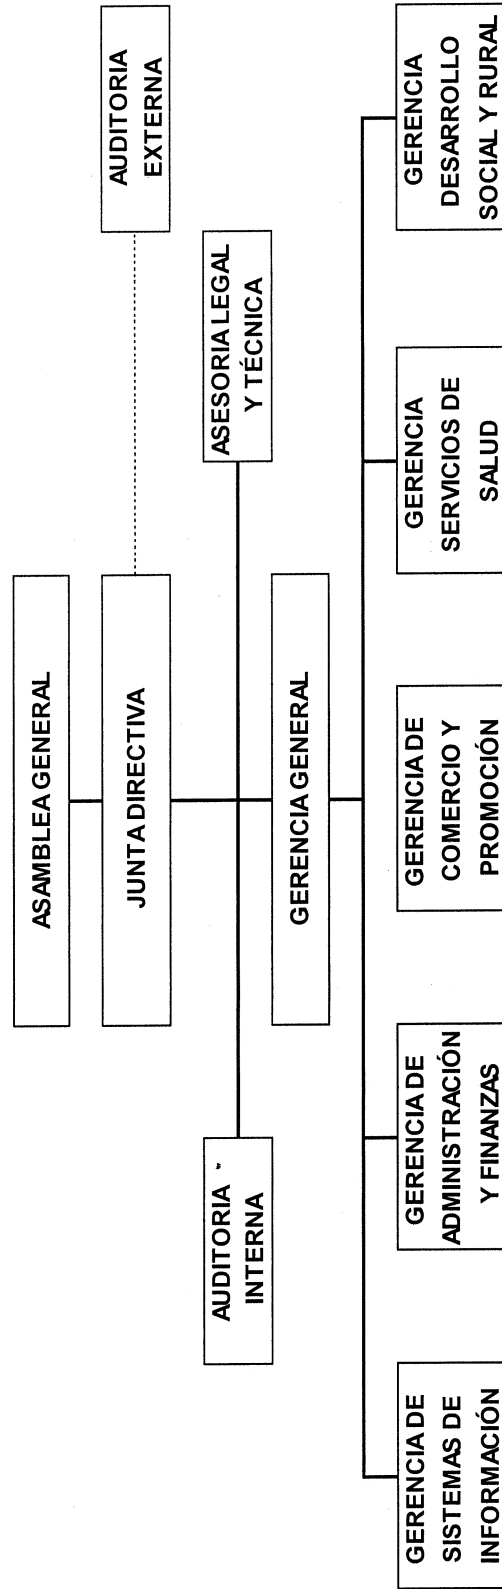 ASAMBLEA GENERAL
JUNTA DIRECTIVA
AUDITORIA
EXTERNA
AUDITORIA
INTERNA
ASESORIA LEGAL
Y TÉCNICA
GERENCIA GENERAL
GERENCIA DE
SISTEMAS DE
INFORMACIÓN
GERENCIA DE
ADMINISTRACIÓN
Y FINANZAS
GERENCIA DE
COMERCIO Y
PROMOCIÓN
GERENCIA
SERVICIOS DE
SALUD
GERENCIA
DESARROLLO
SOCIAL Y RURAL